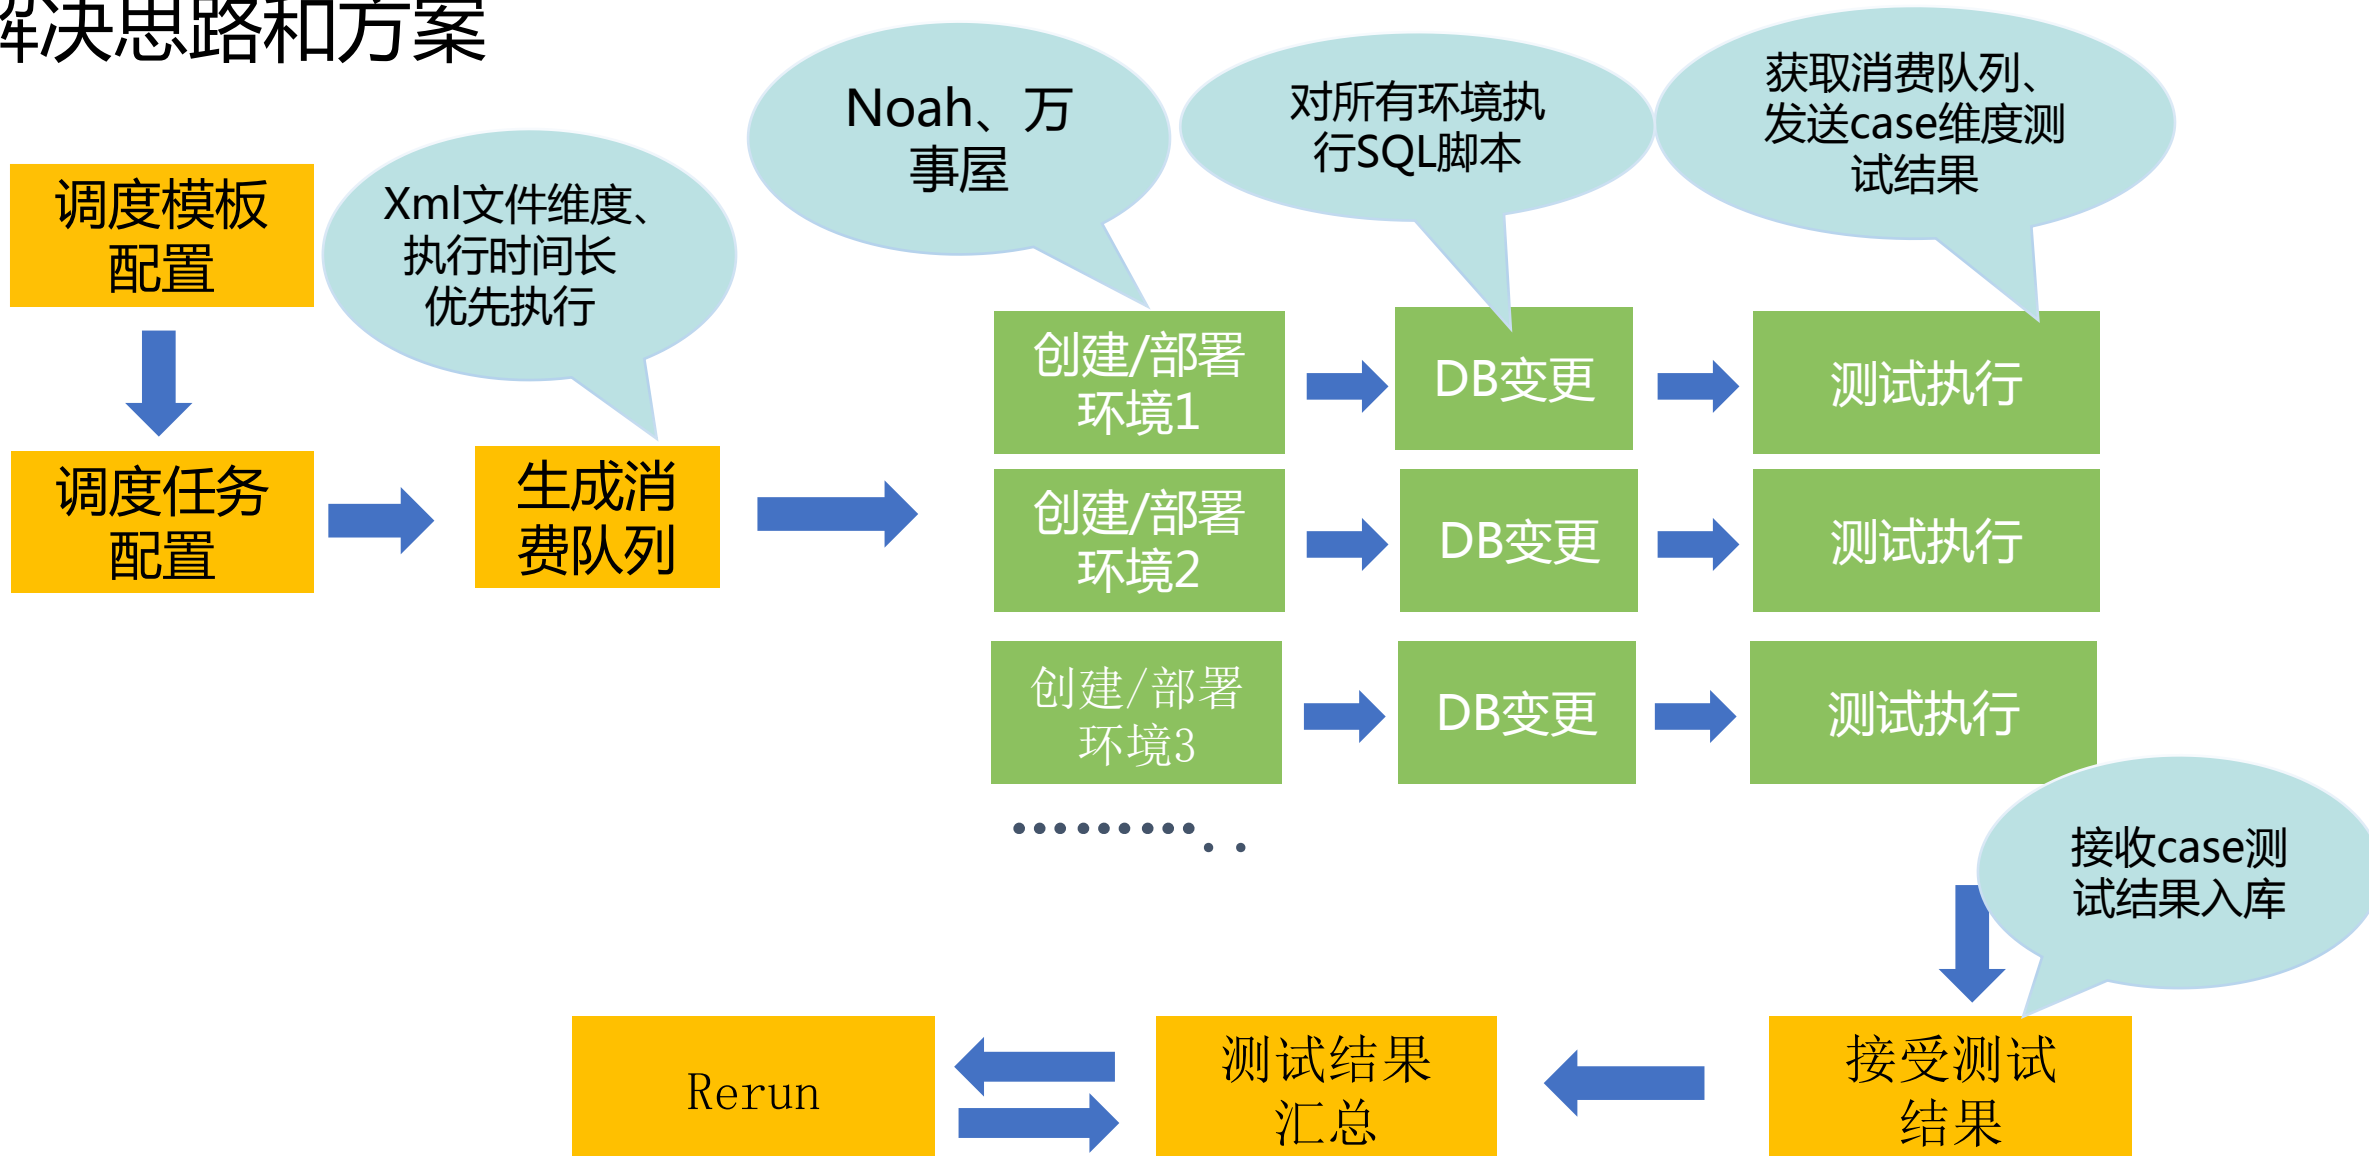 解决思路和方案
Noah、万
事屋
对所有环境执
行SQL脚本
获取消费队列、
发送case维度测
试结果
调度模板
配置
Xml文件维度、
执行时间长
优先执行
创建/部署
环境1
DB变更
测试执行
调度任务
配置
生成消
费队列
创建/部署
环境2
DB变更
测试执行
创建/部署
环境3
DB变更
测试执行
………..
接收case测
试结果入库
Rerun
测试结果
汇总
接受测试
结果